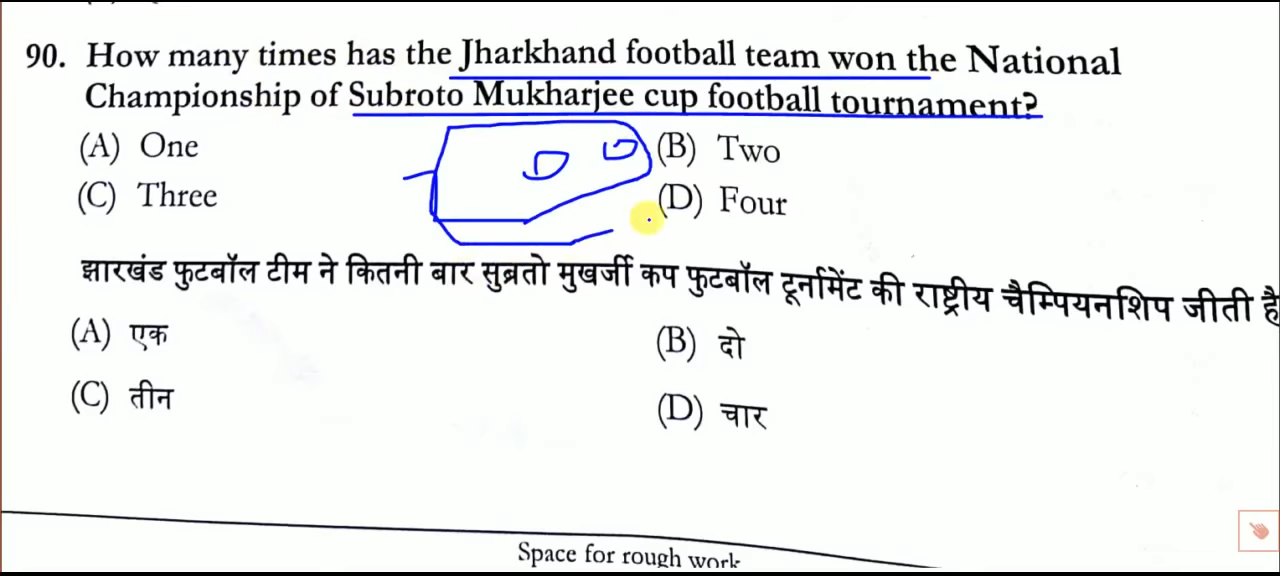 90. How many times has the Jharkhand football team won the National
Championship of Subroto Mukharjee cup football tournament?
(A) One (B) Two
(C) Three (D) Four
झारखंड फुटबॉल टीम ने कितनी बार सुब्रतो मुखर्जी कप फुटबॉल टूर्नामेंट की राष्ट्रीय चैम्पियनशिप जीती है
(A) एक (B) दो
(C) तीन (D) चार
Space for rough work